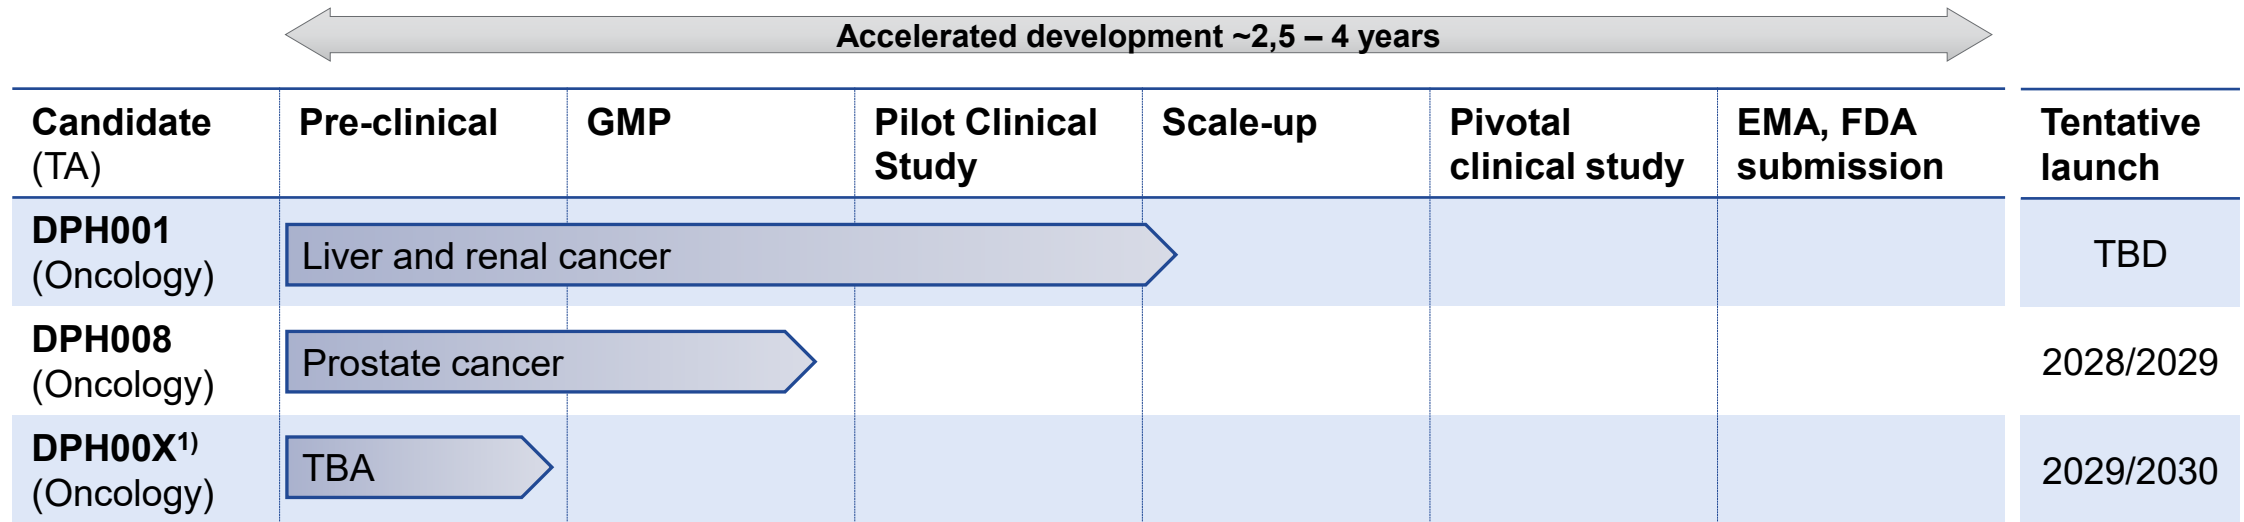 Accelerated development ~2,5 – 4 years
Candidate
(TA)
Pre-clinical
GMP
Pilot Clinical
Study
Scale-up
Pivotal
clinical study
EMA, FDA
submission
Tentative
launch
DPH001
(Oncology)
Liver and renal cancer
TBD
DPH008
(Oncology)
Prostate cancer
2028/2029
DPH00X¹⁾
(Oncology)
TBA
2029/2030